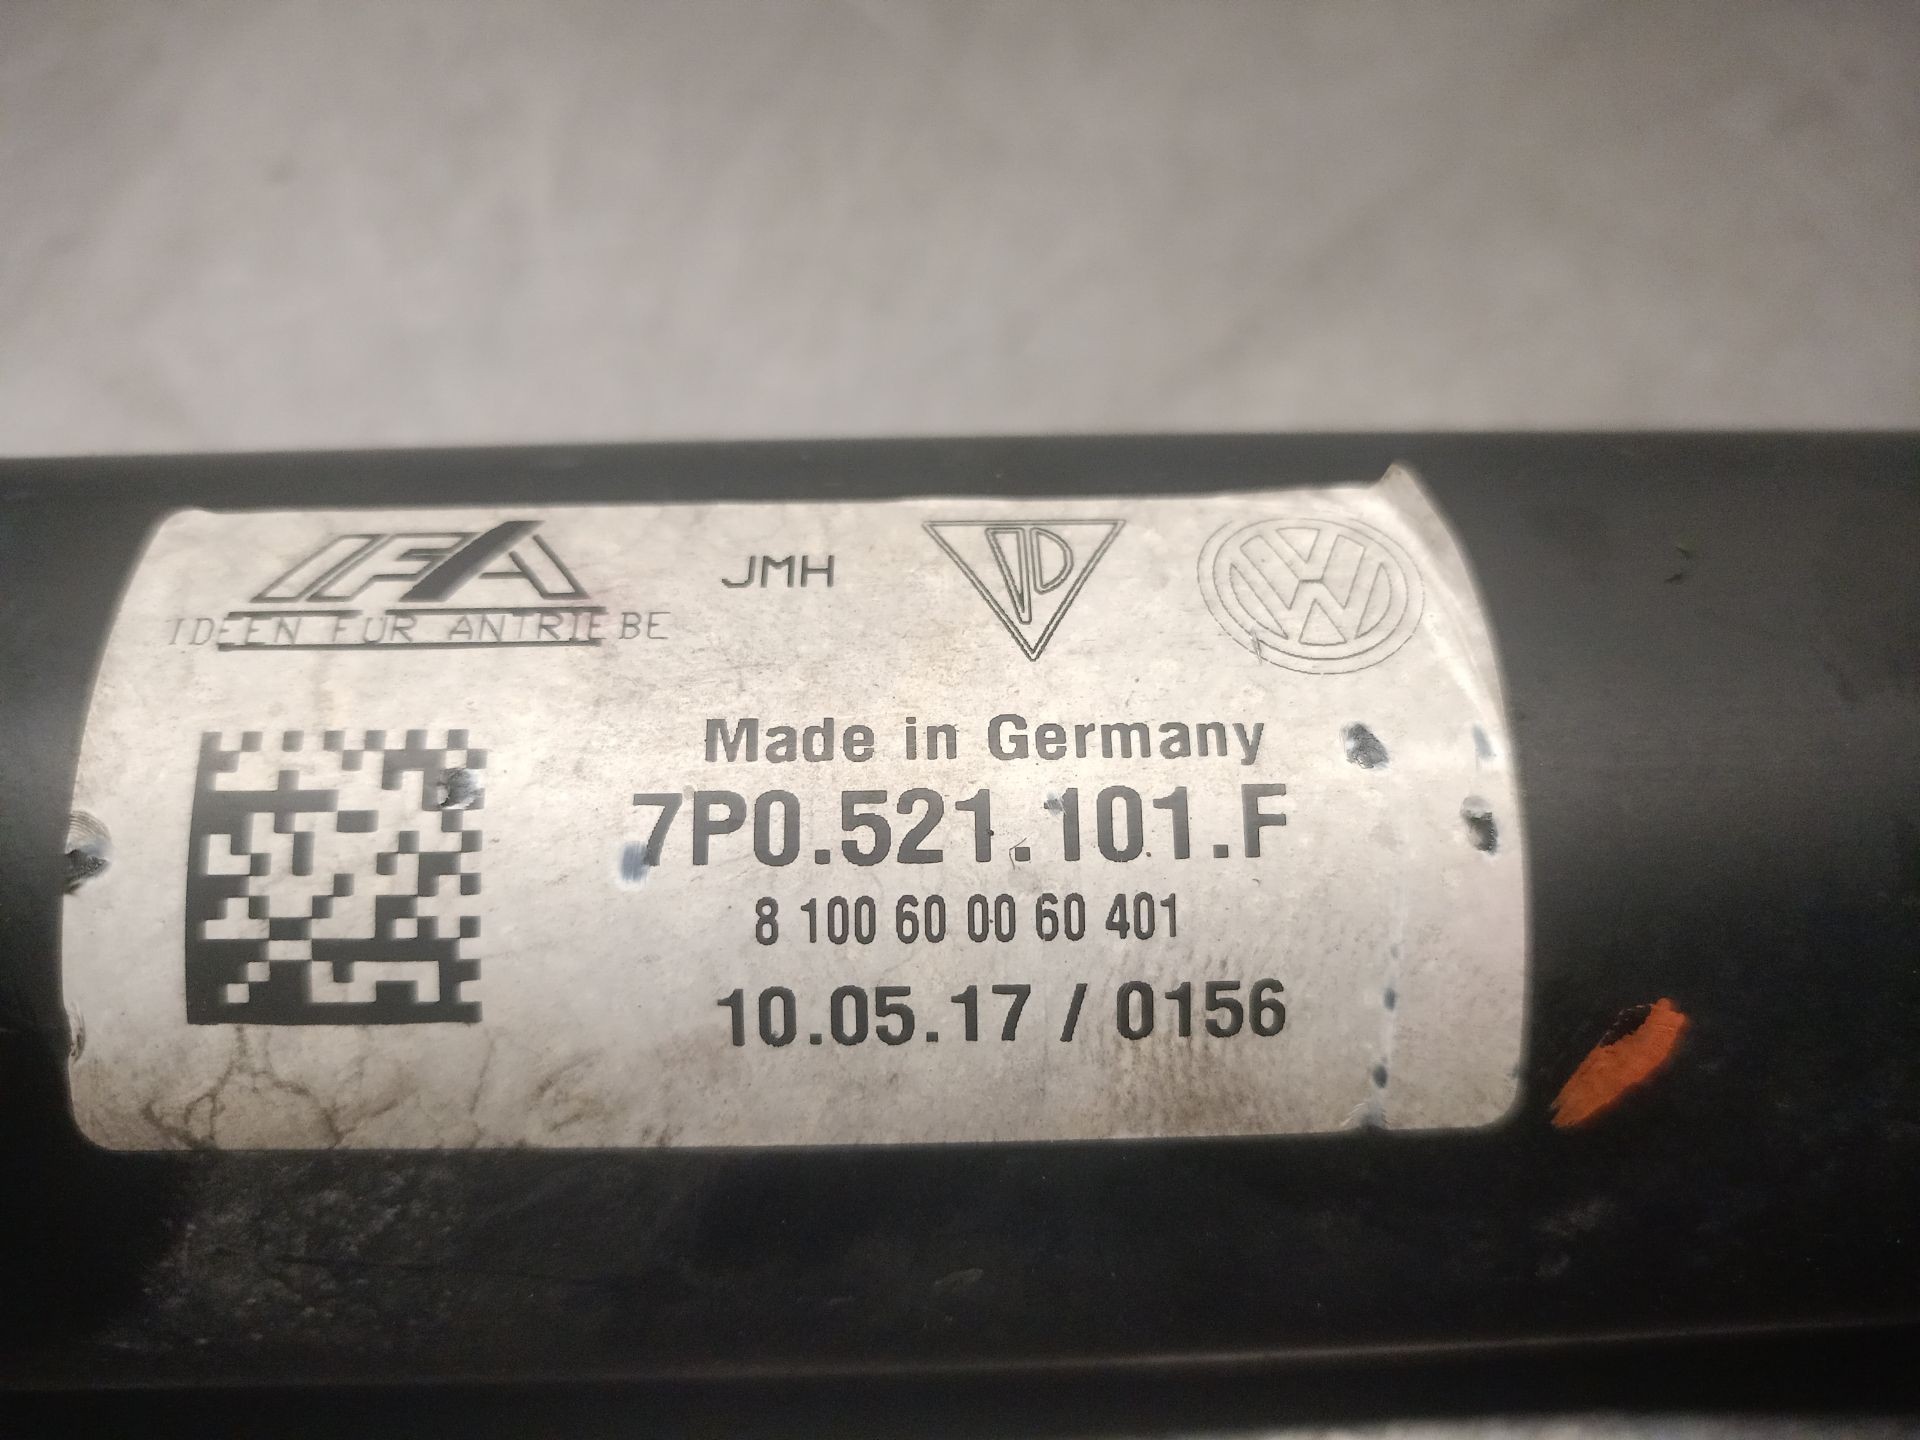 IFA
IDEEN FÜR ANTRIEBE
JMH
VW
Made in Germany
7P0.521.101.F
8 100 60 00 60 401
10.05.17 / 0156